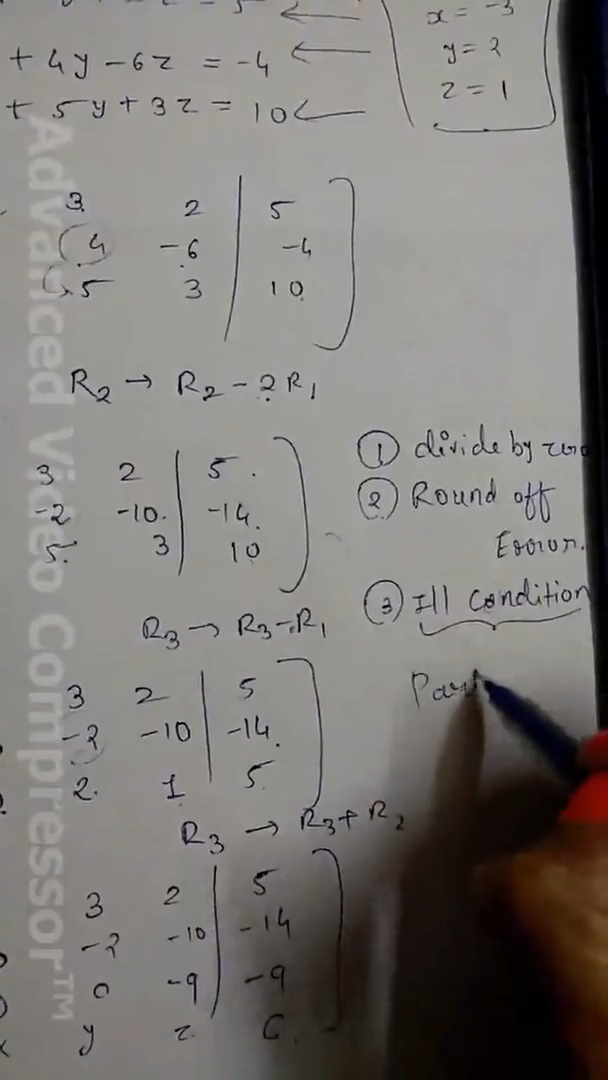 + 4y - 6z = -4
+ 5y + 3z = 10
x = -3
y = 2
z = 1
3 2 | 5
4 -6 | -4
5 3 | 10
R2 → R2 - 2R1
3 2 | 5
-2 -10 | -14
5 3 | 10
R3 → R3 - R1
3 2 | 5
-2 -10 | -14
2 1 | 5
R3 → R3 + R2
3 2 | 5
-2 -10 | -14
0 -9 | -9
y z C
① divide by zero
② Round off
Error.
③ Ill condition
Par
Advanced Video Compressor™